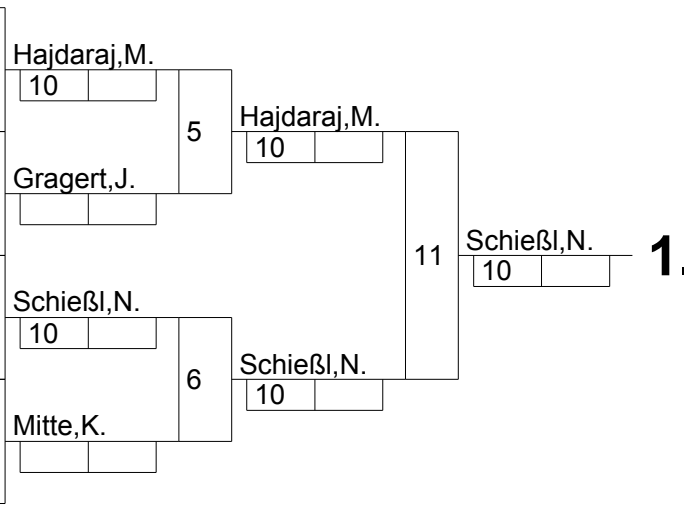 Hajdaraj,M.
10
5
Hajdaraj,M.
10
Gragert,J.
11
Schießl,N.
10
1.
Schießl,N.
10
6
Schießl,N.
10
Mitte,K.